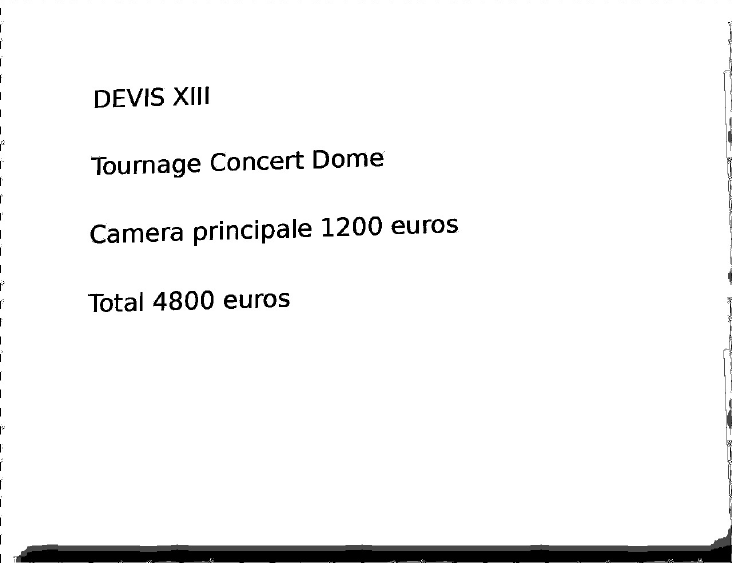 DEVIS XIII
Tournage Concert Dome
Camera principale 1200 euros
Total 4800 euros